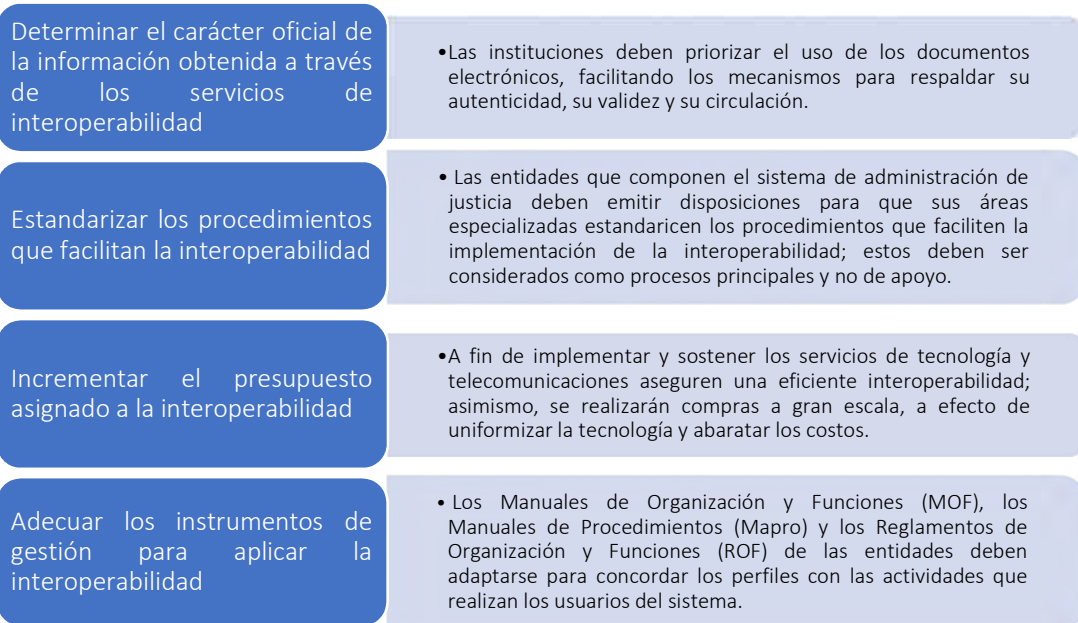 Determinar el carácter oficial de
la información obtenida a través
de los servicios de
interoperabilidad
•Las instituciones deben priorizar el uso de los documentos
electrónicos, facilitando los mecanismos para respaldar su
autenticidad, su validez y su circulación.
Estandarizar los procedimientos
que facilitan la interoperabilidad
• Las entidades que componen el sistema de administración de
justicia deben emitir disposiciones para que sus áreas
especializadas estandaricen los procedimientos que faciliten la
implementación de la interoperabilidad; estos deben ser
considerados como procesos principales y no de apoyo.
Incrementar el presupuesto
asignado a la interoperabilidad
•A fin de implementar y sostener los servicios de tecnología y
telecomunicaciones aseguren una eficiente interoperabilidad;
asimismo, se realizarán compras a gran escala, a efecto de
uniformizar la tecnología y abaratar los costos.
Adecuar los instrumentos de
gestión para aplicar la
interoperabilidad
• Los Manuales de Organización y Funciones (MOF), los
Manuales de Procedimientos (Mapro) y los Reglamentos de
Organización y Funciones (ROF) de las entidades deben
adaptarse para concordar los perfiles con las actividades que
realizan los usuarios del sistema.